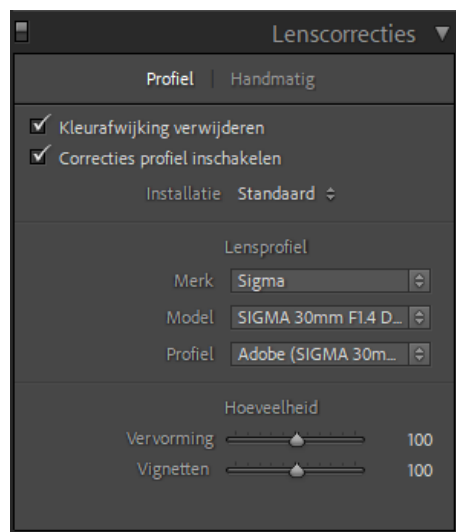 Lenscorrecties
Profiel | Handmatig
Kleurafwijking verwijderen
Correcties profiel inschakelen
Installatie Standaard
Lensprofiel
Merk Sigma
Model SIGMA 30mm F1.4 D...
Profiel Adobe (SIGMA 30m...
Hoeveelheid
Vervorming 100
Vignetten 100